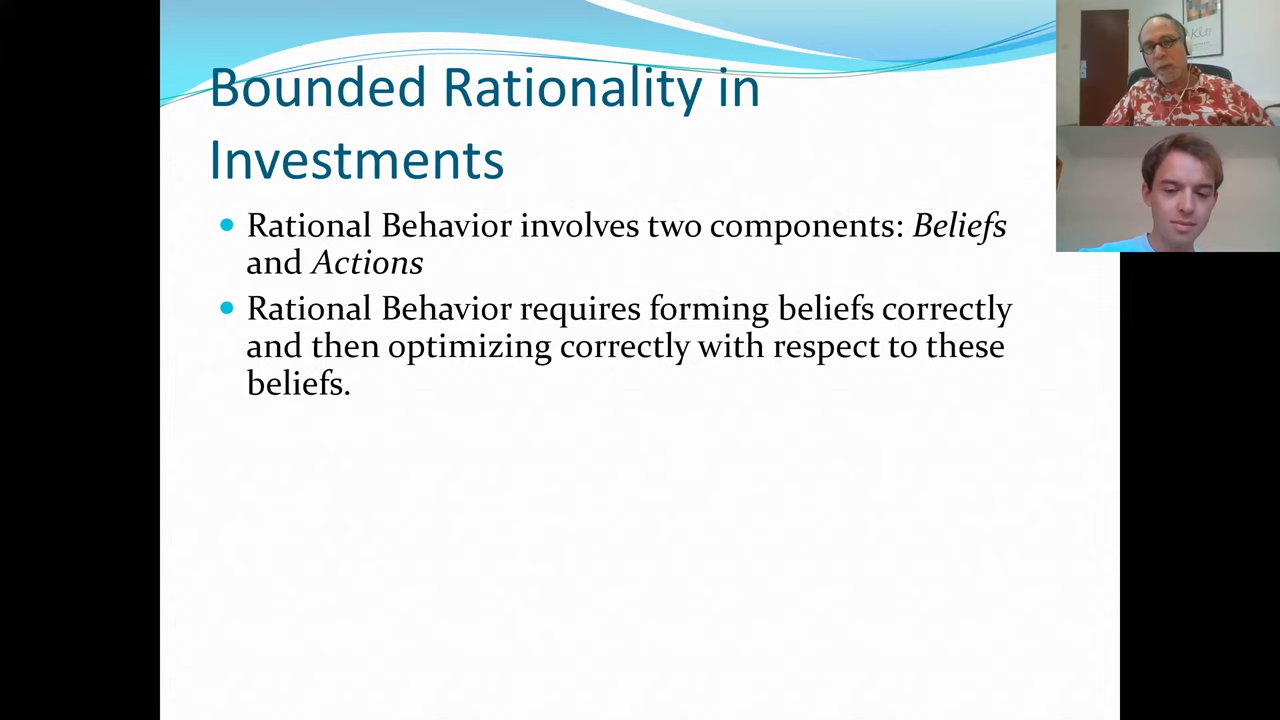 Bounded Rationality in
Investments
Rational Behavior involves two components: Beliefs
and Actions
Rational Behavior requires forming beliefs correctly
and then optimizing correctly with respect to these
beliefs.